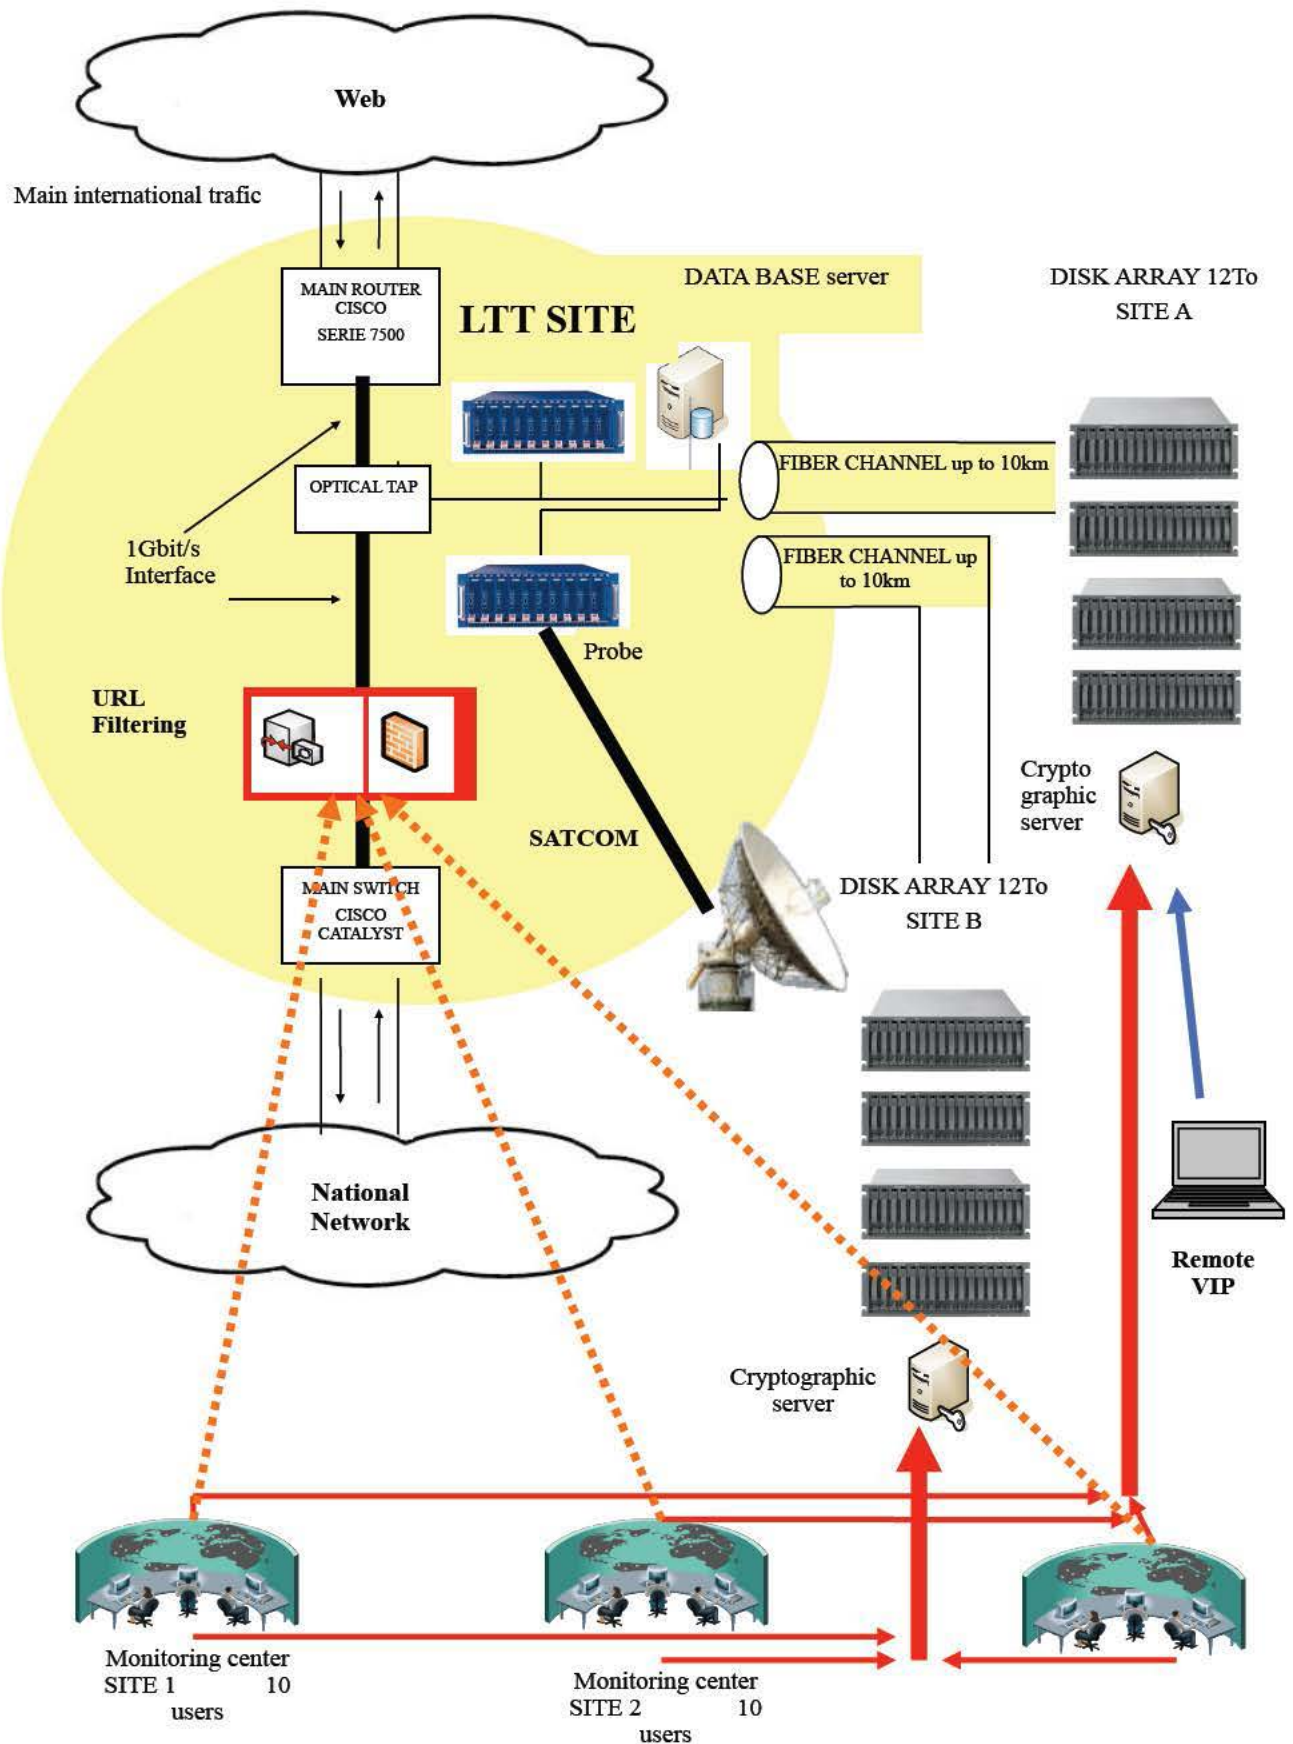 Web
Main international trafic
MAIN ROUTER
CISCO
SERIE 7500
LTT SITE
DATA BASE server
DISK ARRAY 12To
SITE A
FIBER CHANNEL up to 10km
OPTICAL TAP
1Gbit/s
Interface
FIBER CHANNEL up
to 10km
Probe
URL
Filtering
Crypto
graphic
server
SATCOM
MAIN SWITCH
CISCO
CATALYST
DISK ARRAY 12To
SITE B
National
Network
Remote
VIP
Cryptographic
server
Monitoring center
SITE 1 10
users
Monitoring center
SITE 2 10
users